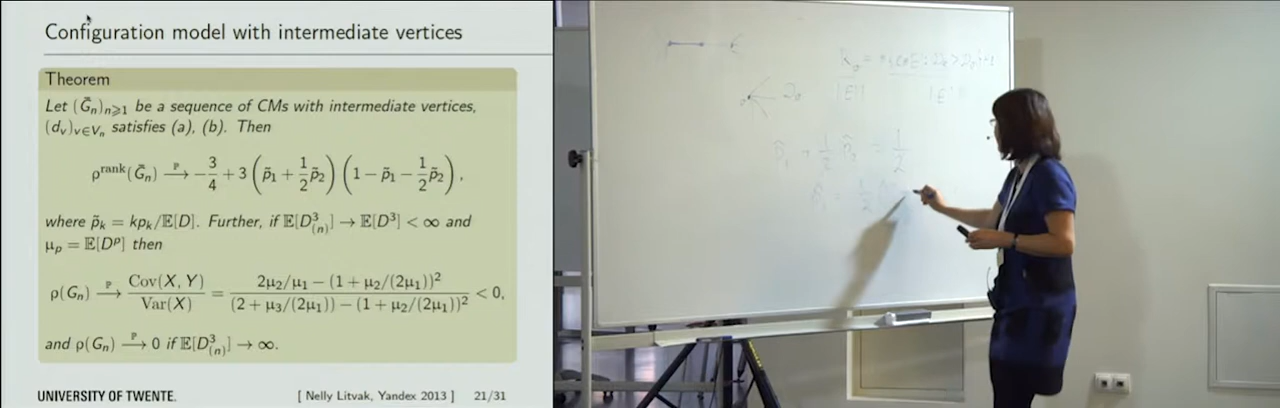 Configuration model with intermediate vertices
Theorem
Let (Ḡₙ)ₙ⩾₁ be a sequence of CMs with intermediate vertices,
(dᵥ)ᵥ∈Vₙ satisfies (a), (b). Then
ρ^rank(Ḡₙ) —P→ −3/4 + 3 (p̃₁ + 1/2 p̃₂) (1 − p̃₁ − 1/2 p̃₂),
where p̃ₖ = kpₖ/𝔼[D]. Further, if 𝔼[D³₍ₙ₎] → 𝔼[D³] < ∞ and
μₚ = 𝔼[Dᵖ] then
ρ(Gₙ) —P→ Cov(X, Y)/Var(X) = (2μ₂/μ₁ − (1 + μ₂/(2μ₁))²)/((2 + μ₃/(2μ₁)) − (1 + μ₂/(2μ₁))²) < 0,
and ρ(Gₙ) —P→ 0 if 𝔼[D³₍ₙ₎] → ∞.
UNIVERSITY OF TWENTE.
[ Nelly Litvak, Yandex 2013 ] 21/31